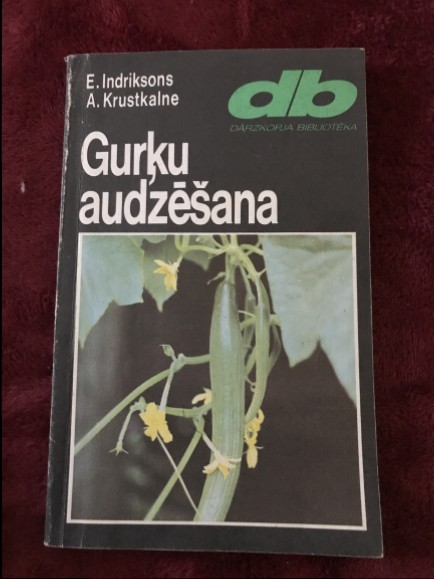 E. Indriksons
A. Krustkalne
db
DĀRZKOPJA BIBLIOTĒKA
Gurķu
audzēšana